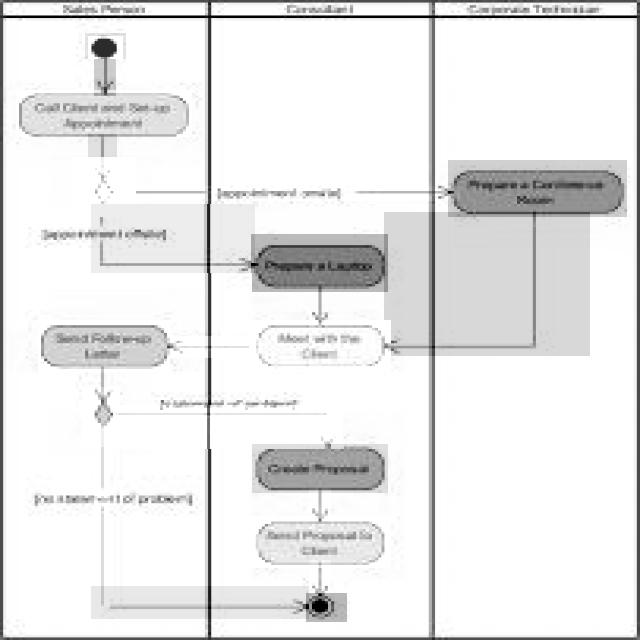 Sales Person
Consultant
Corporate Technician
Call Client and Set-up
Appointment
[appointment onsite]
Prepare a Conference
Room
[appointment offsite]
Prepare a Laptop
Send Follow-up
Letter
Meet with the
Client
[statement of problem]
Create Proposal
[no statement of problem]
Send Proposal to
Client